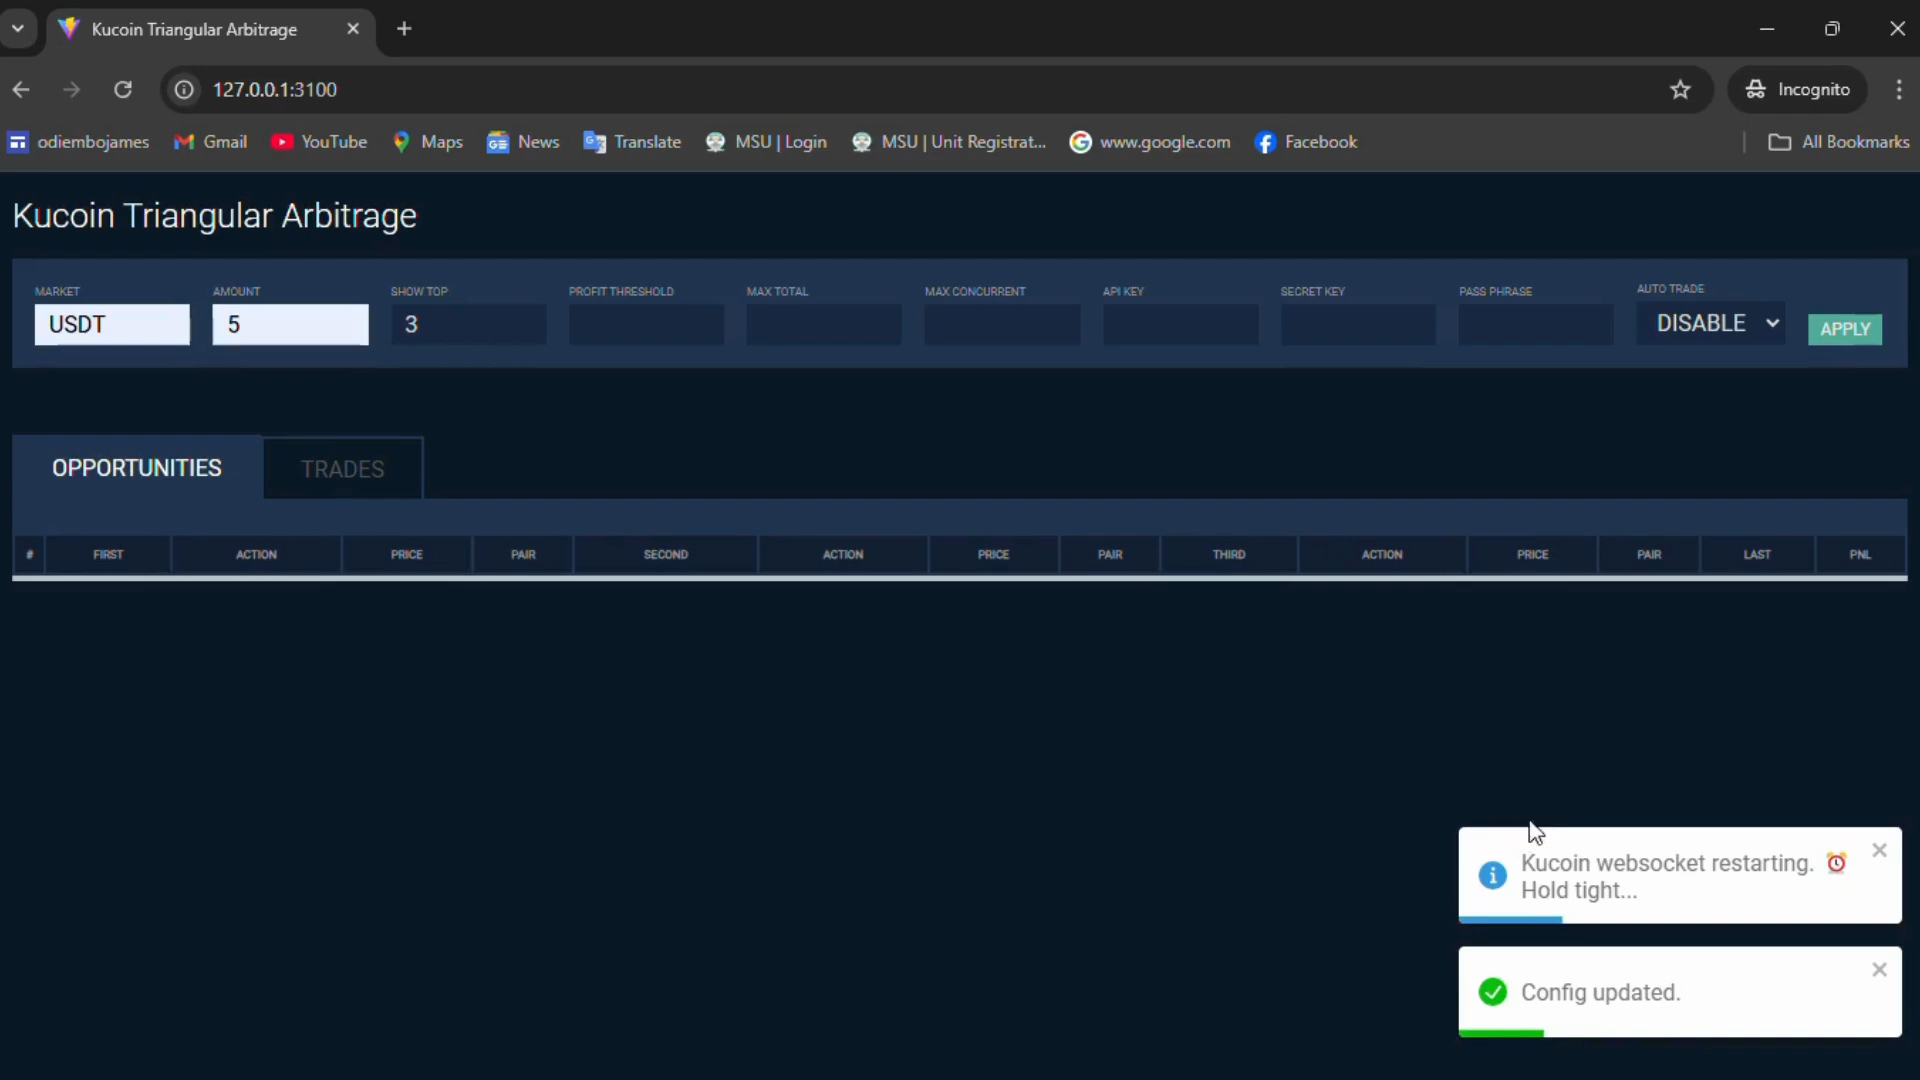 Kucoin Triangular Arbitrage
127.0.0.1:3100
Incognito
odiembojames Gmail YouTube Maps News Translate MSU | Login MSU | Unit Registrat... www.google.com Facebook All Bookmarks
Kucoin Triangular Arbitrage
MARKET AMOUNT SHOW TOP PROFIT THRESHOLD MAX TOTAL MAX CONCURRENT API KEY SECRET KEY PASS PHRASE AUTO TRADE
USDT 5 3 DISABLE APPLY
OPPORTUNITIES TRADES
# FIRST ACTION PRICE PAIR SECOND ACTION PRICE PAIR THIRD ACTION PRICE PAIR LAST PNL
Kucoin websocket restarting. ⏰
Hold tight...
Config updated.